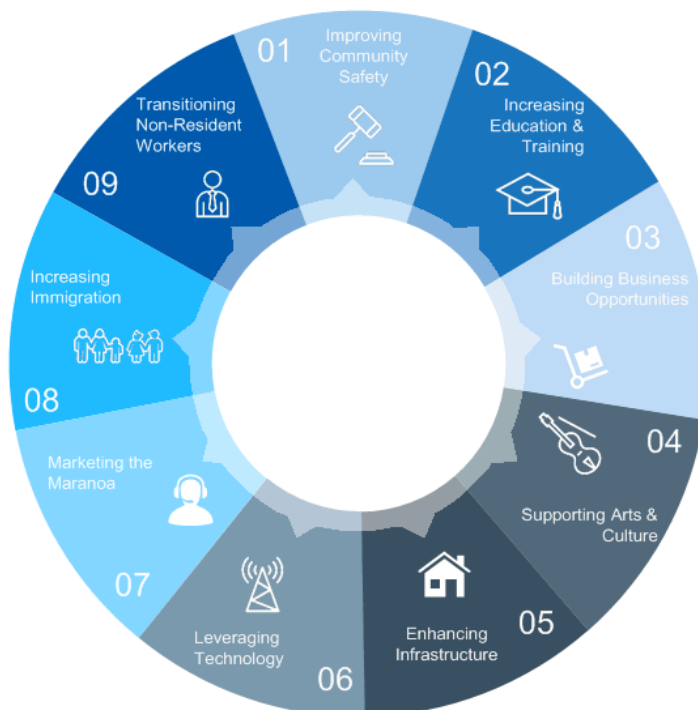 01
Improving
Community
Safety
02
Increasing
Education &
Training
03
Building Business
Opportunities
04
Supporting Arts &
Culture
05
Enhancing
Infrastructure
06
Leveraging
Technology
07
Marketing the
Maranoa
08
Increasing
Immigration
09
Transitioning
Non-Resident
Workers